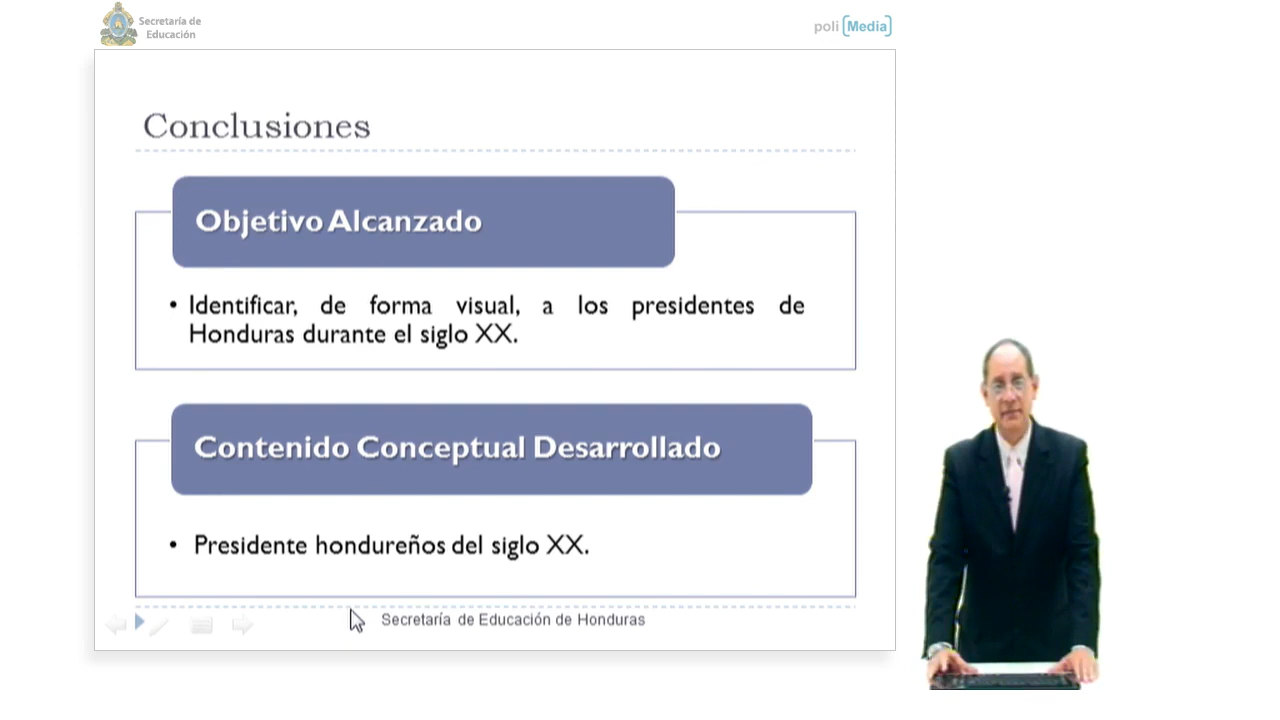 Secretaría de
Educación
poli [Media]
Conclusiones
Objetivo Alcanzado
• Identificar, de forma visual, a los presidentes de
Honduras durante el siglo XX.
Contenido Conceptual Desarrollado
• Presidente hondureños del siglo XX.
Secretaría de Educación de Honduras